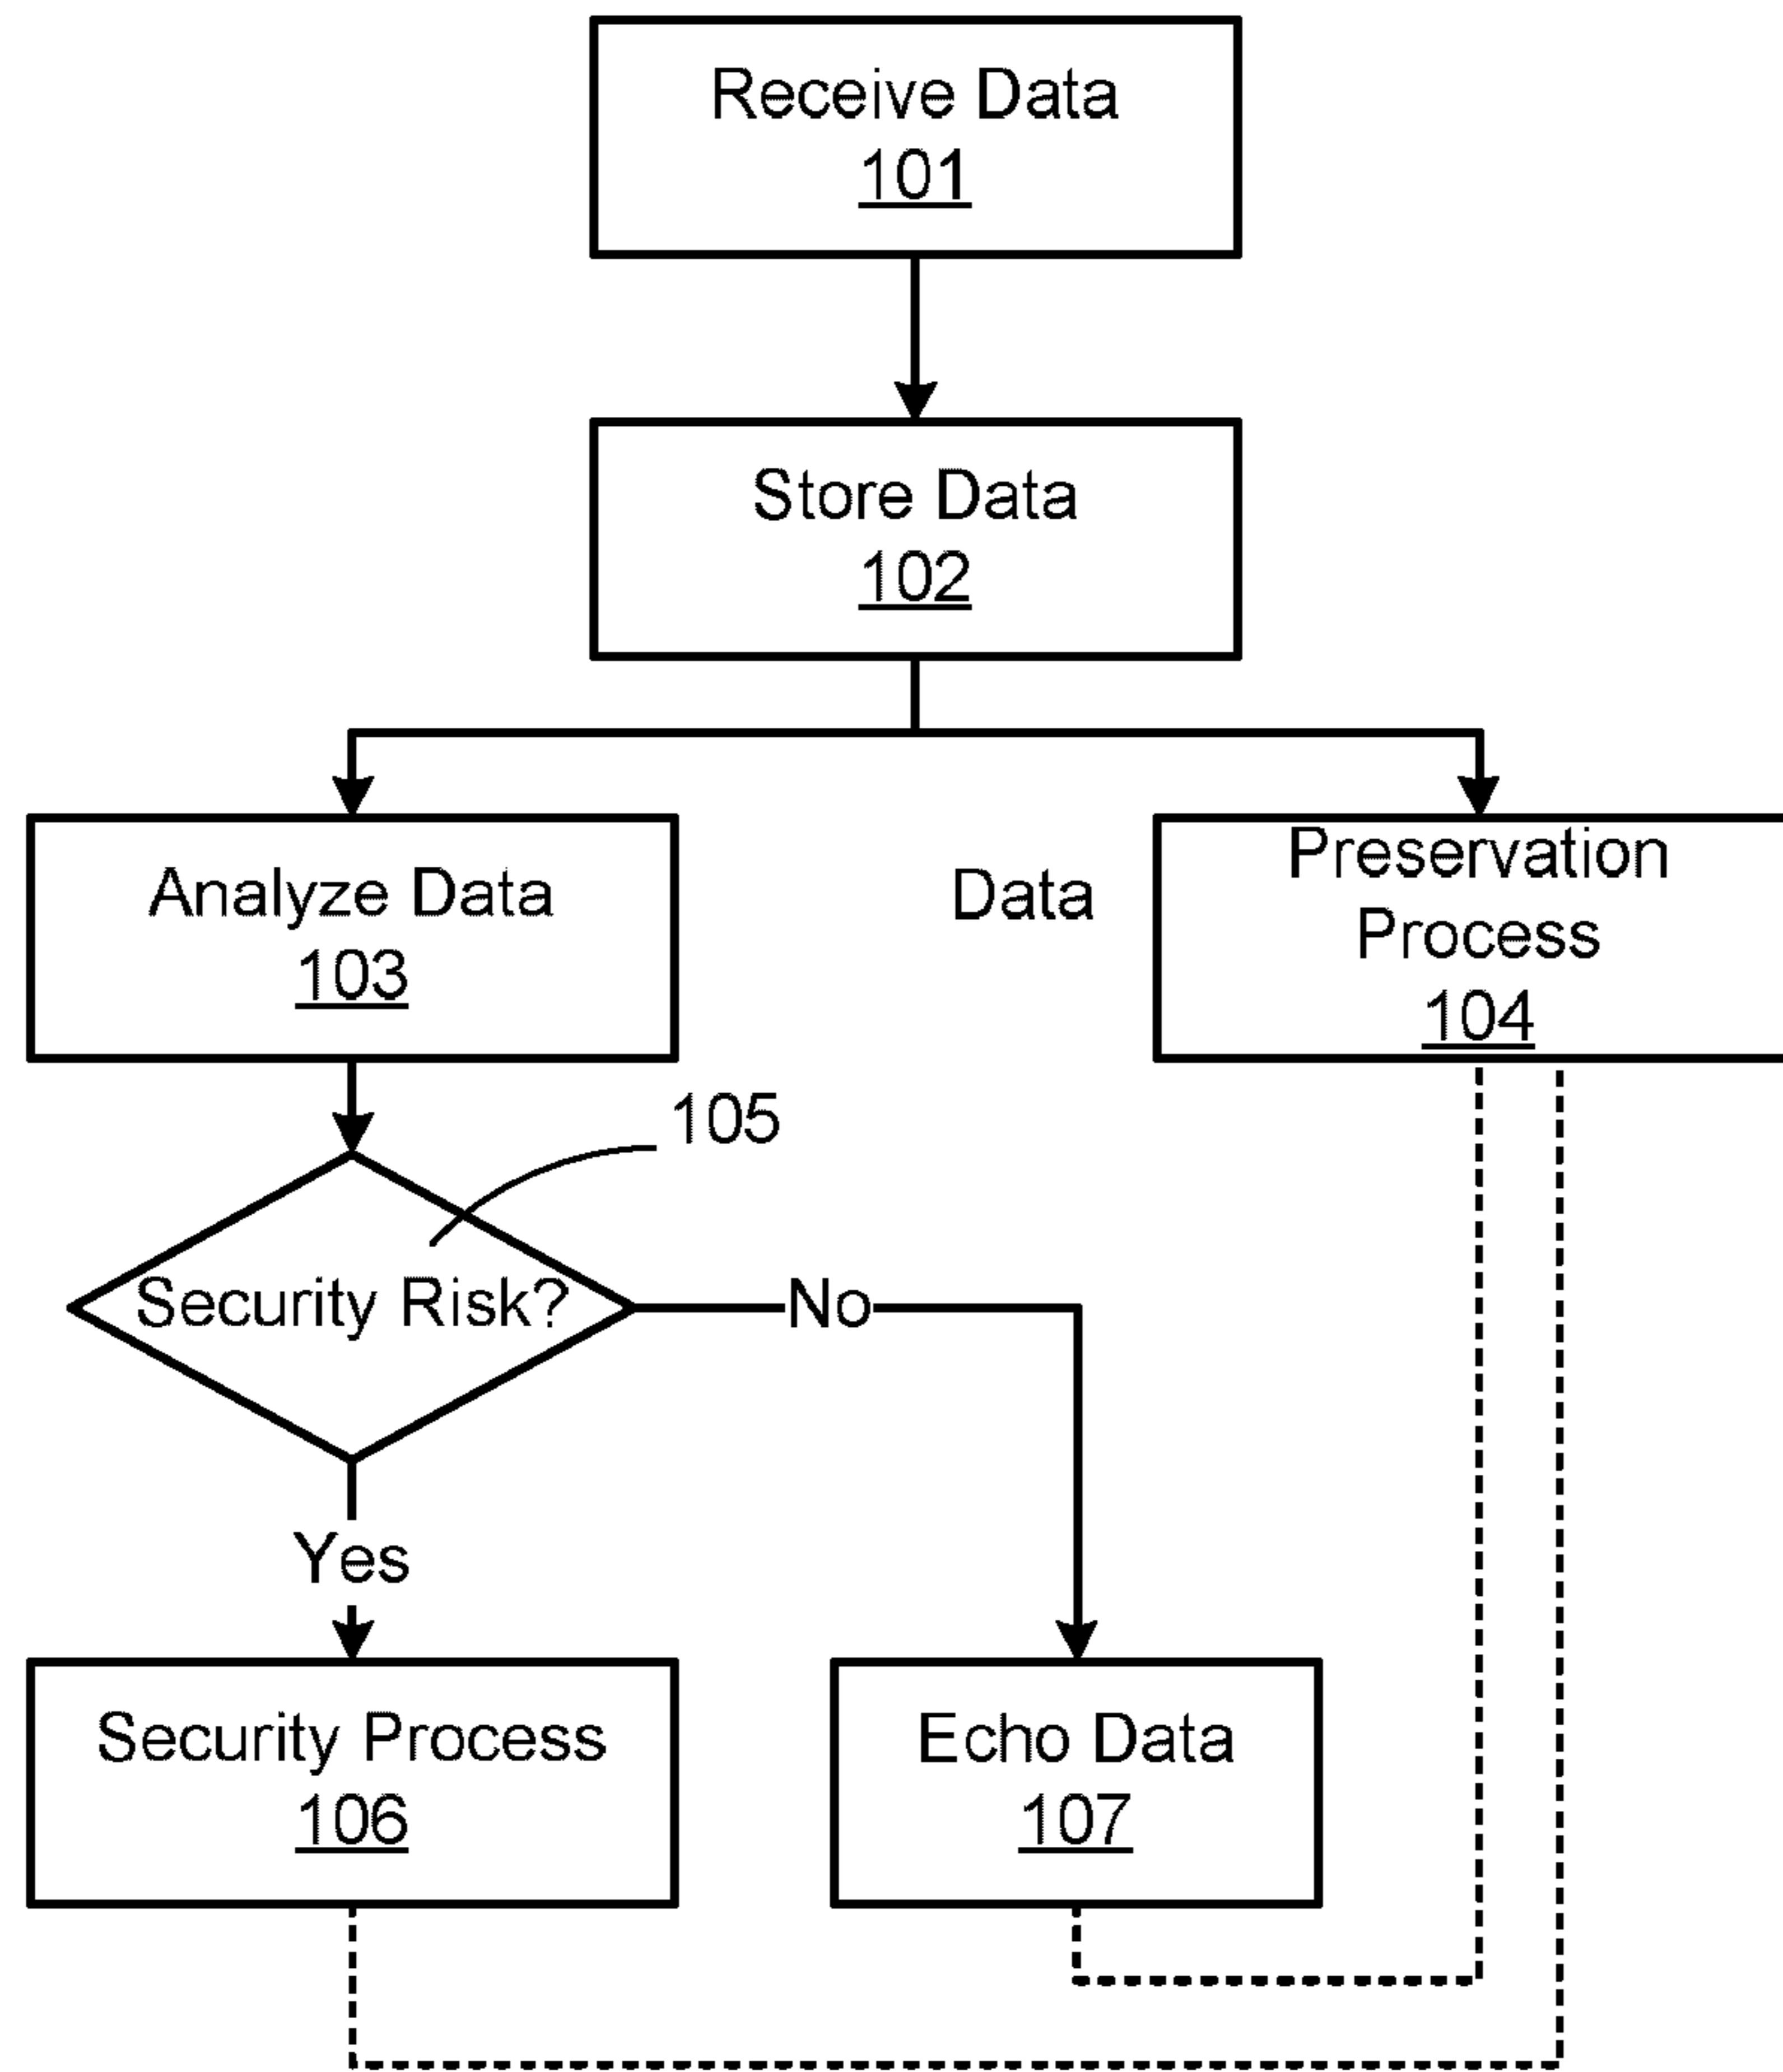 Receive Data
101
Store Data
102
Analyze Data
103
Data
Preservation
Process
104
105
Security Risk?
No
Yes
Security Process
106
Echo Data
107